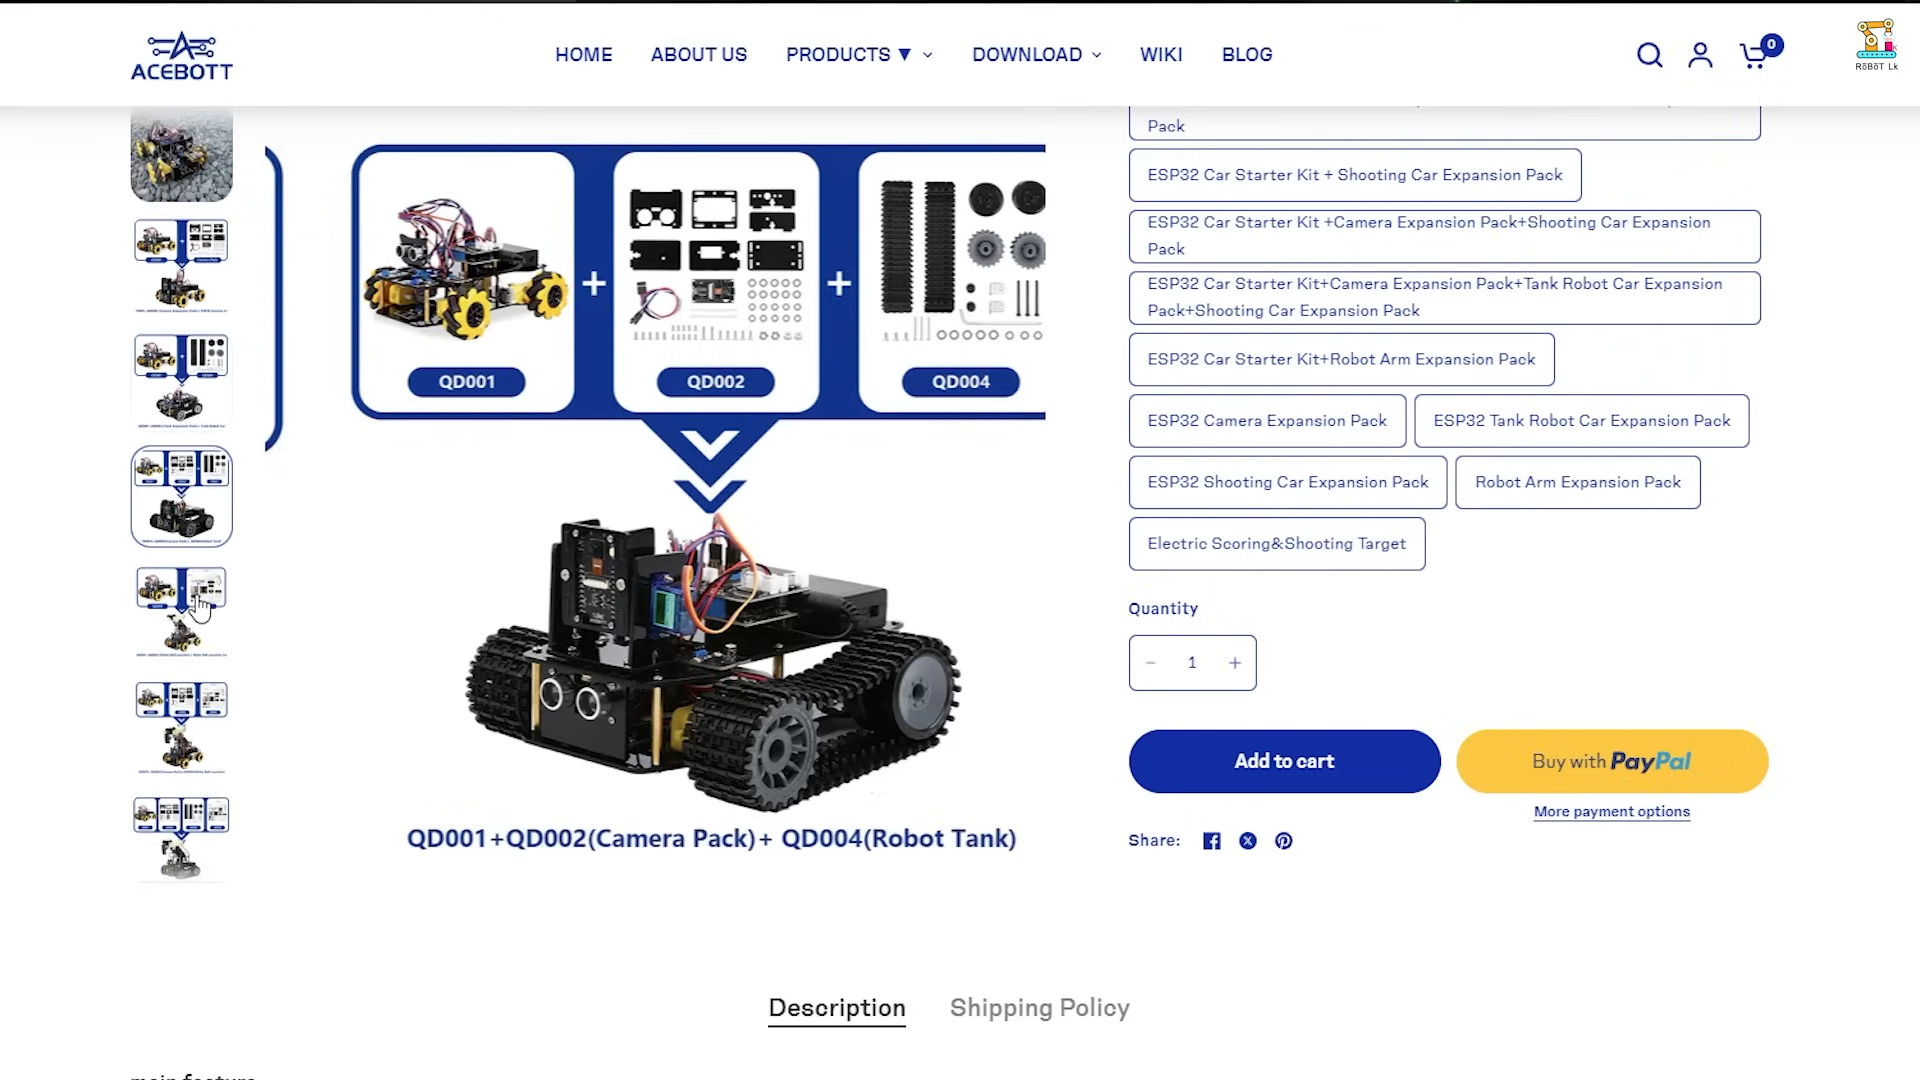 ACEBOTT
HOME
ABOUT US
PRODUCTS ▼
DOWNLOAD
WIKI
BLOG
0
RōBōT Lk
Pack
ESP32 Car Starter Kit + Shooting Car Expansion Pack
ESP32 Car Starter Kit +Camera Expansion Pack+Shooting Car Expansion
Pack
ESP32 Car Starter Kit+Camera Expansion Pack+Tank Robot Car Expansion
Pack+Shooting Car Expansion Pack
ESP32 Car Starter Kit+Robot Arm Expansion Pack
ESP32 Camera Expansion Pack
ESP32 Tank Robot Car Expansion Pack
ESP32 Shooting Car Expansion Pack
Robot Arm Expansion Pack
Electric Scoring&Shooting Target
QD001
+
QD002
+
QD004
QD001+QD002(Camera Pack)+ QD004(Robot Tank)
Quantity
− 1 +
Add to cart
Buy with PayPal
More payment options
Share:
Description
Shipping Policy